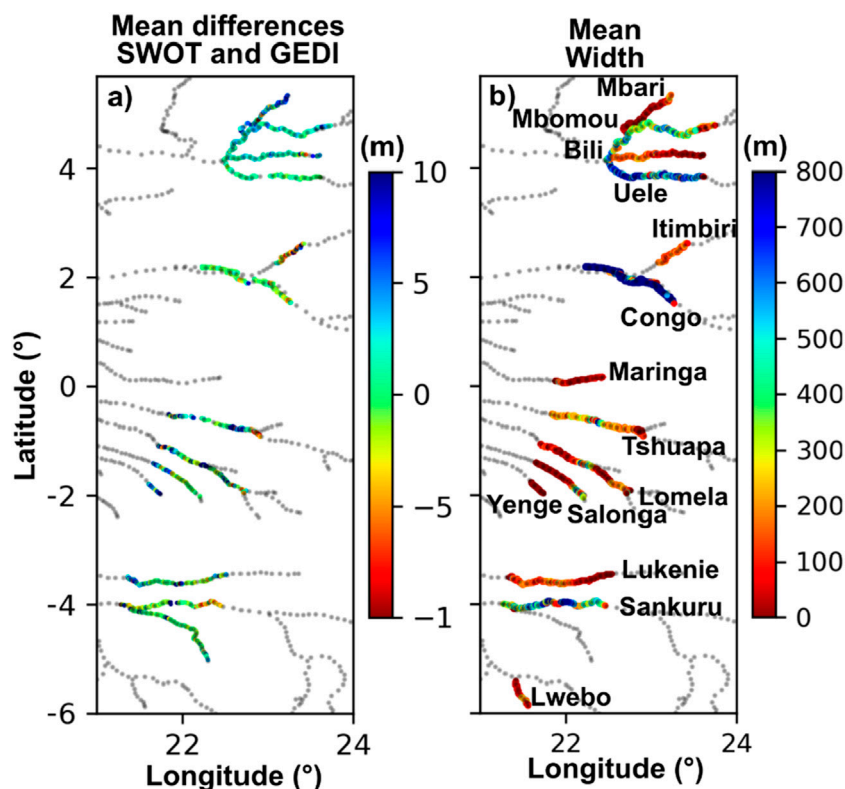 Mean differences
SWOT and GEDI
a)
(m)
10
5
0
−5
−1
4
2
0
−2
−4
−6
Latitude (°)
22
24
Longitude (°)
Mean
Width
b)
Mbari
Mbomou
Bili
Uele
Itimbiri
Congo
Maringa
Tshuapa
Lomela
Yenge
Salonga
Lukenie
Sankuru
Lwebo
(m)
800
700
600
500
400
300
200
100
0
22
24
Longitude (°)